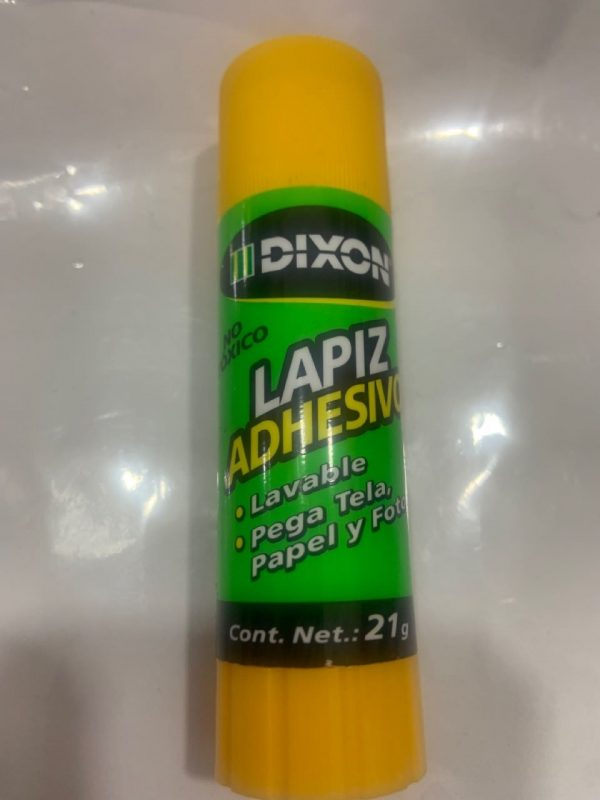 DIXON
NO
LAPIZ
ADHESIVO
• Lavable
• Pega Tela,
Papel y Foto
Cont. Net.: 21g